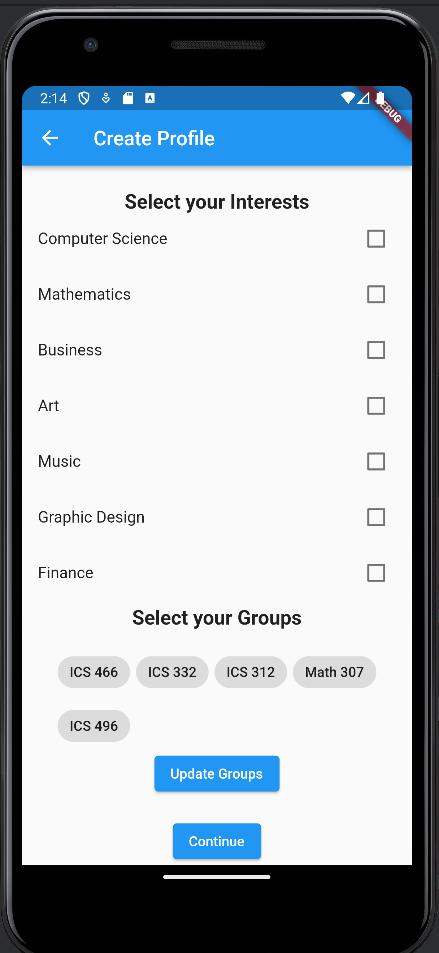 2:14
DEBUG
Create Profile
Select your Interests
Computer Science
Mathematics
Business
Art
Music
Graphic Design
Finance
Select your Groups
ICS 466 ICS 332 ICS 312 Math 307
ICS 496
Update Groups
Continue